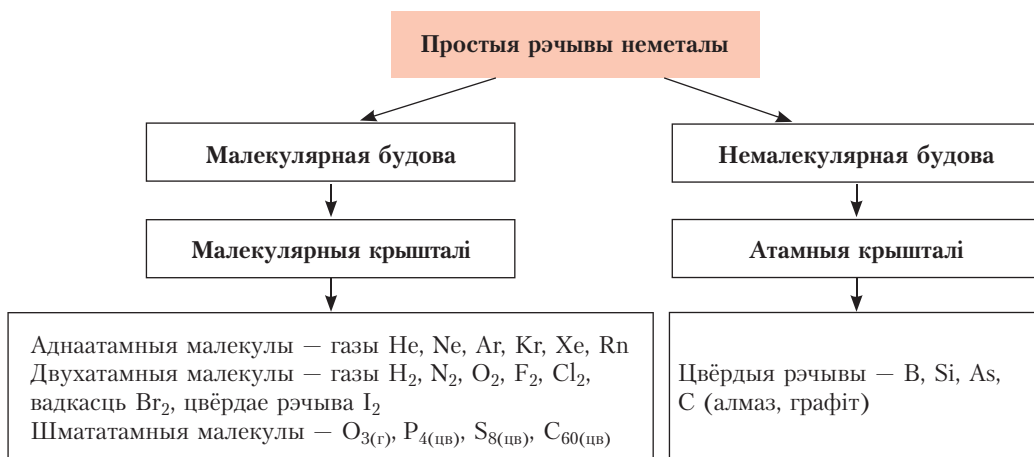 Простыя рэчывы неметалы
Малекулярная будова
Немалекулярная будова
Малекулярныя крышталі
Атамныя крышталі
Аднаатамныя малекулы — газы He, Ne, Ar, Kr, Xe, Rn
Двухатамныя малекулы — газы H₂, N₂, O₂, F₂, Cl₂,
вадкасць Br₂, цвёрдае рэчыва I₂
Шмататамныя малекулы — O₃₍г₎, P₄₍цв₎, S₈₍цв₎, C₆₀₍цв₎
Цвёрдыя рэчывы — B, Si, As,
C (алмаз, графіт)